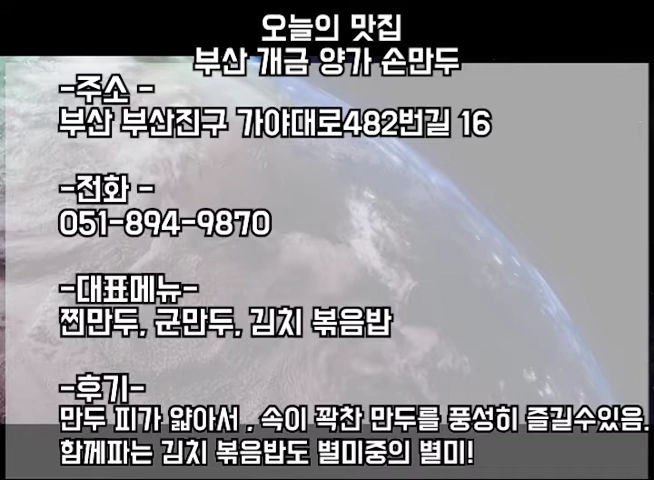 오늘의 맛집
부산 개금 양가 손만두
-주소 -
부산 부산진구 가야대로482번길 16
-전화 -
051-894-9870
-대표메뉴-
찐만두, 군만두, 김치 볶음밥
-후기-
만두 피가 얇아서 , 속이 꽉찬 만두를 풍성히 즐길수있음.
함께파는 김치 볶음밥도 별미중의 별미!